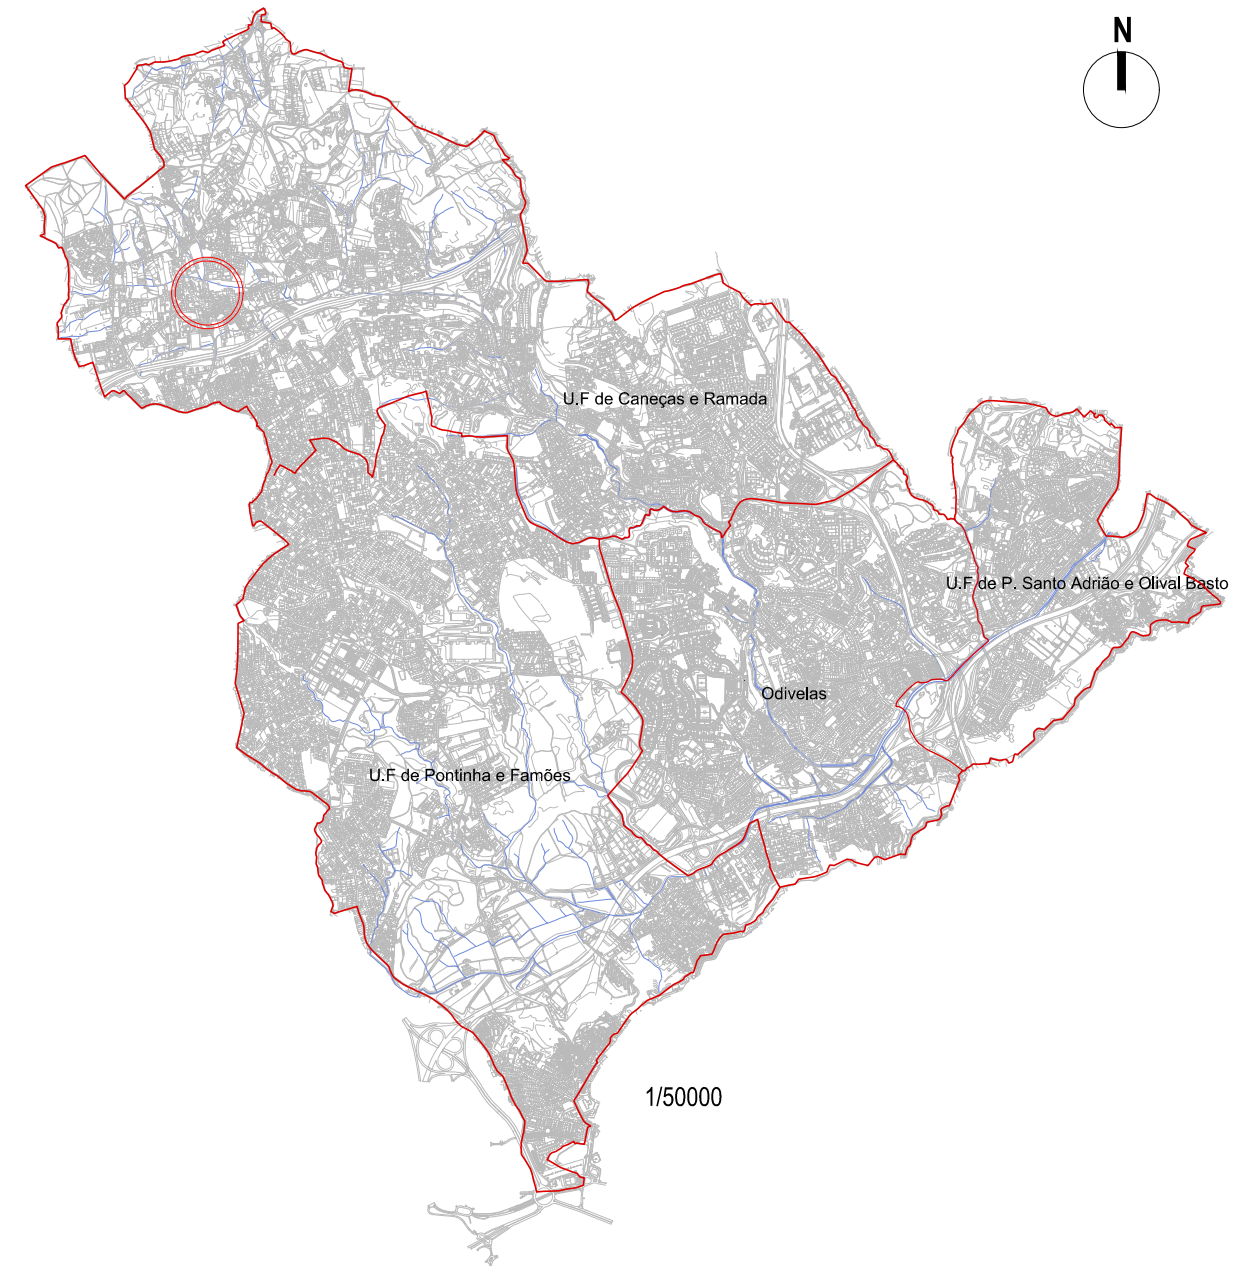 N
U.F de Caneças e Ramada
U.F de P. Santo Adrião e Olival Basto
Odivelas
U.F de Pontinha e Famões
1/50000